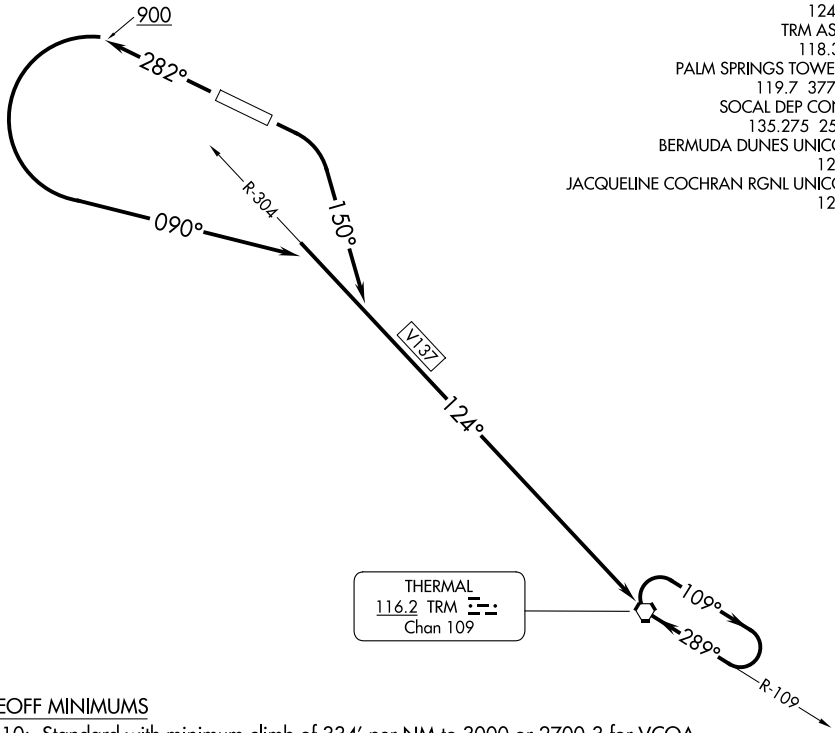 900
124
TRM AS
118.3
PALM SPRINGS TOWE
119.7 377
SOCAL DEP CON
135.275 25
BERMUDA DUNES UNICO
12
JACQUELINE COCHRAN RGNL UNICO
12
282°
R-304
150°
090°
V137
124°
THERMAL
116.2 TRM
Chan 109
109°
289°
R-109
EOFF MINIMUMS
10: Standard with minimum climb of 334' per NM to 3000 or 2700-3 for VCOA